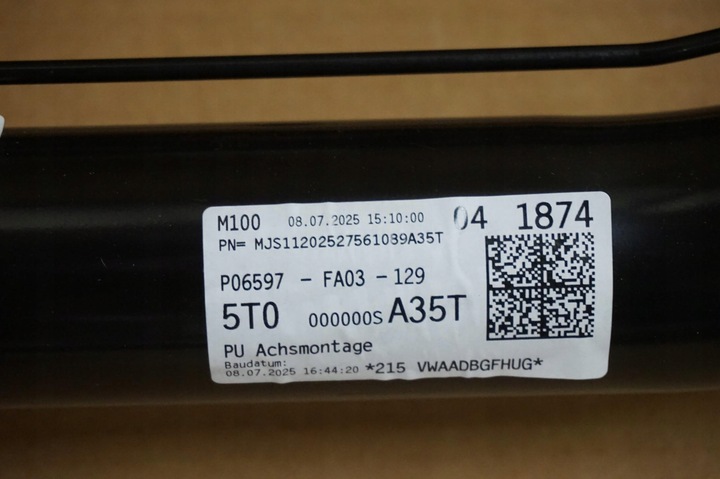 M100 08.07.2025 15:10:00 04 1874
PN= MJS11202527561039A35T
P06597 - FA03 - 129
5T0 000000S A35T
PU Achsmontage
Baudatum:
08.07.2025 16:44:20 *215 VWAADBGFHUG*